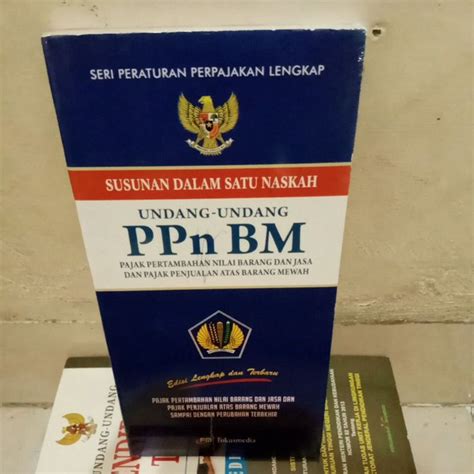 SERI PERATURAN PERPAJAKAN LENGKAP
SUSUNAN DALAM SATU NASKAH
UNDANG-UNDANG
PPn BM
PAJAK PERTAMBAHAN NILAI BARANG DAN JASA
DAN PAJAK PENJUALAN ATAS BARANG MEWAH
Edisi Lengkap dan Terbaru
PAJAK PERTAMBAHAN NILAI BARANG DAN JASA DAN
PAJAK PENJUALAN ATAS BARANG MEWAH
SAMPAI DENGAN PERUBAHAN TERAKHIR
Fokusmedia
UNDANG-UNDANG